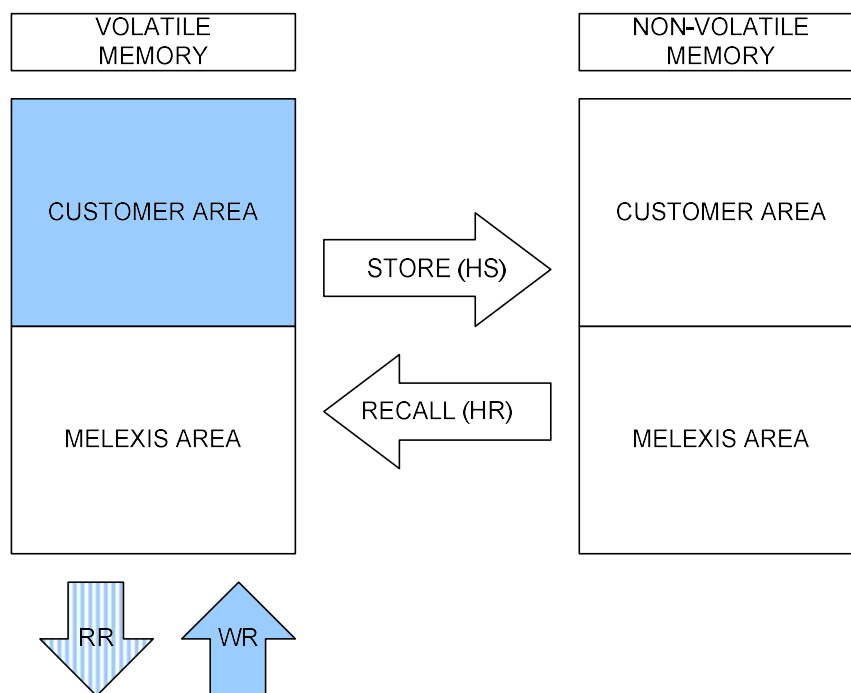 VOLATILE
MEMORY
NON-VOLATILE
MEMORY
CUSTOMER AREA
CUSTOMER AREA
STORE (HS)
RECALL (HR)
MELEXIS AREA
MELEXIS AREA
RR
WR